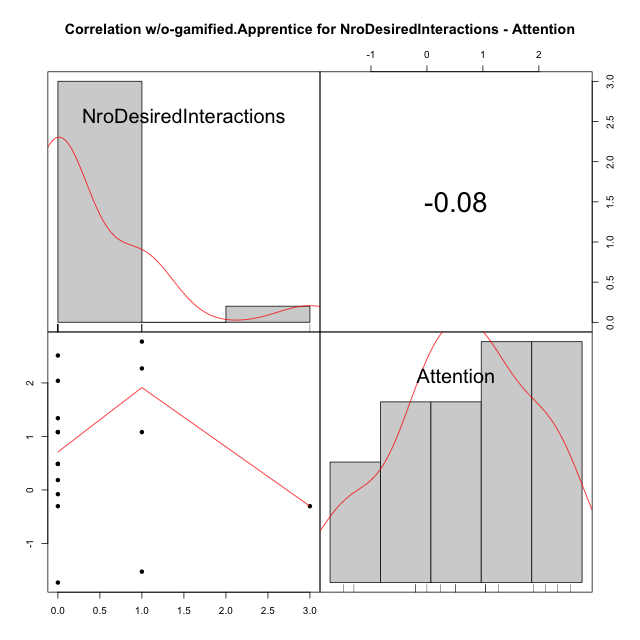 Correlation w/o-gamified.Apprentice for NroDesiredInteractions - Attention
-1 0 1 2
NroDesiredInteractions
3.0
2.5
2.0
1.5
1.0
0.5
0.0
-0.08
Attention
2
1
0
-1
0.0 0.5 1.0 1.5 2.0 2.5 3.0